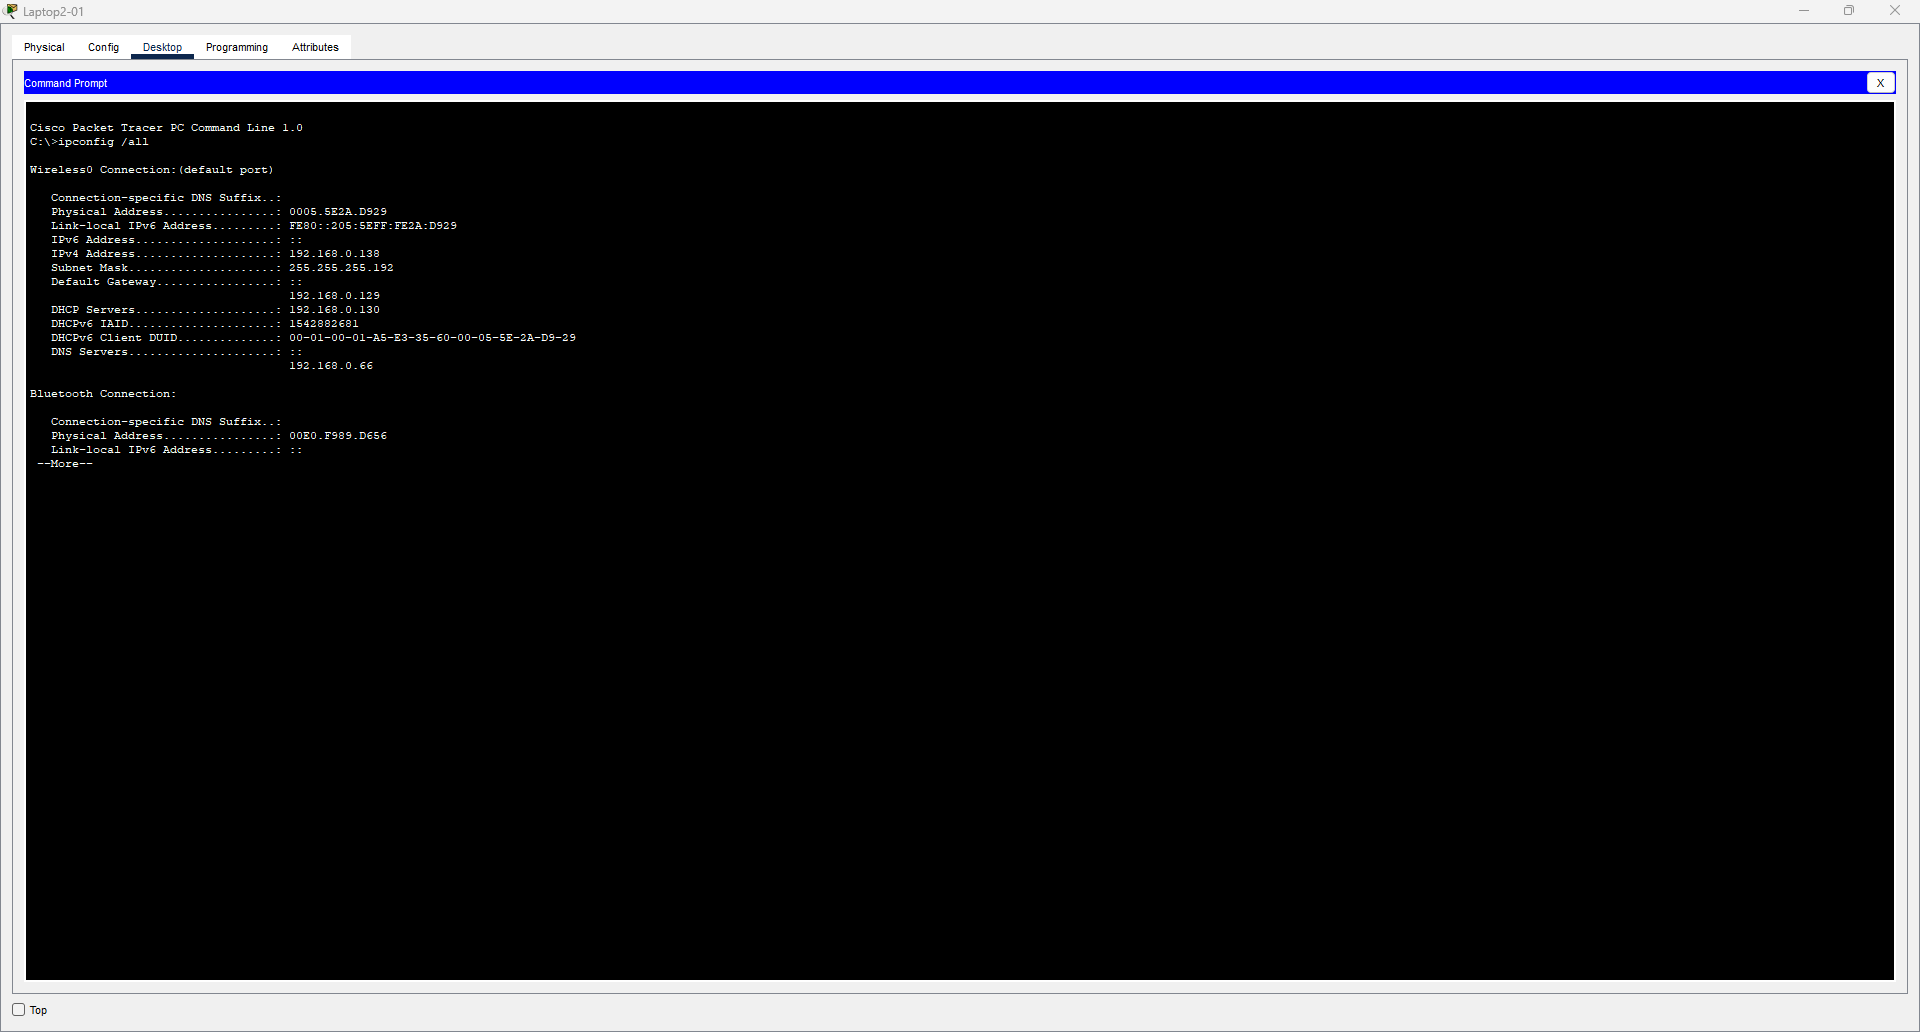 Laptop2-01
Physical Config Desktop Programming Attributes
Command Prompt X
Cisco Packet Tracer PC Command Line 1.0
C:\>ipconfig /all
Wireless0 Connection:(default port)
Connection-specific DNS Suffix..:
Physical Address................: 0005.5E2A.D929
Link-local IPv6 Address.........: FE80::205:5EFF:FE2A:D929
IPv6 Address....................: ::
IPv4 Address....................: 192.168.0.138
Subnet Mask.....................: 255.255.255.192
Default Gateway.................: ::
192.168.0.129
DHCP Servers....................: 192.168.0.130
DHCPv6 IAID.....................: 1542882681
DHCPv6 Client DUID..............: 00-01-00-01-A5-E3-35-60-00-05-5E-2A-D9-29
DNS Servers.....................: ::
192.168.0.66
Bluetooth Connection:
Connection-specific DNS Suffix..:
Physical Address................: 00E0.F989.D656
Link-local IPv6 Address.........: ::
--More--
Top